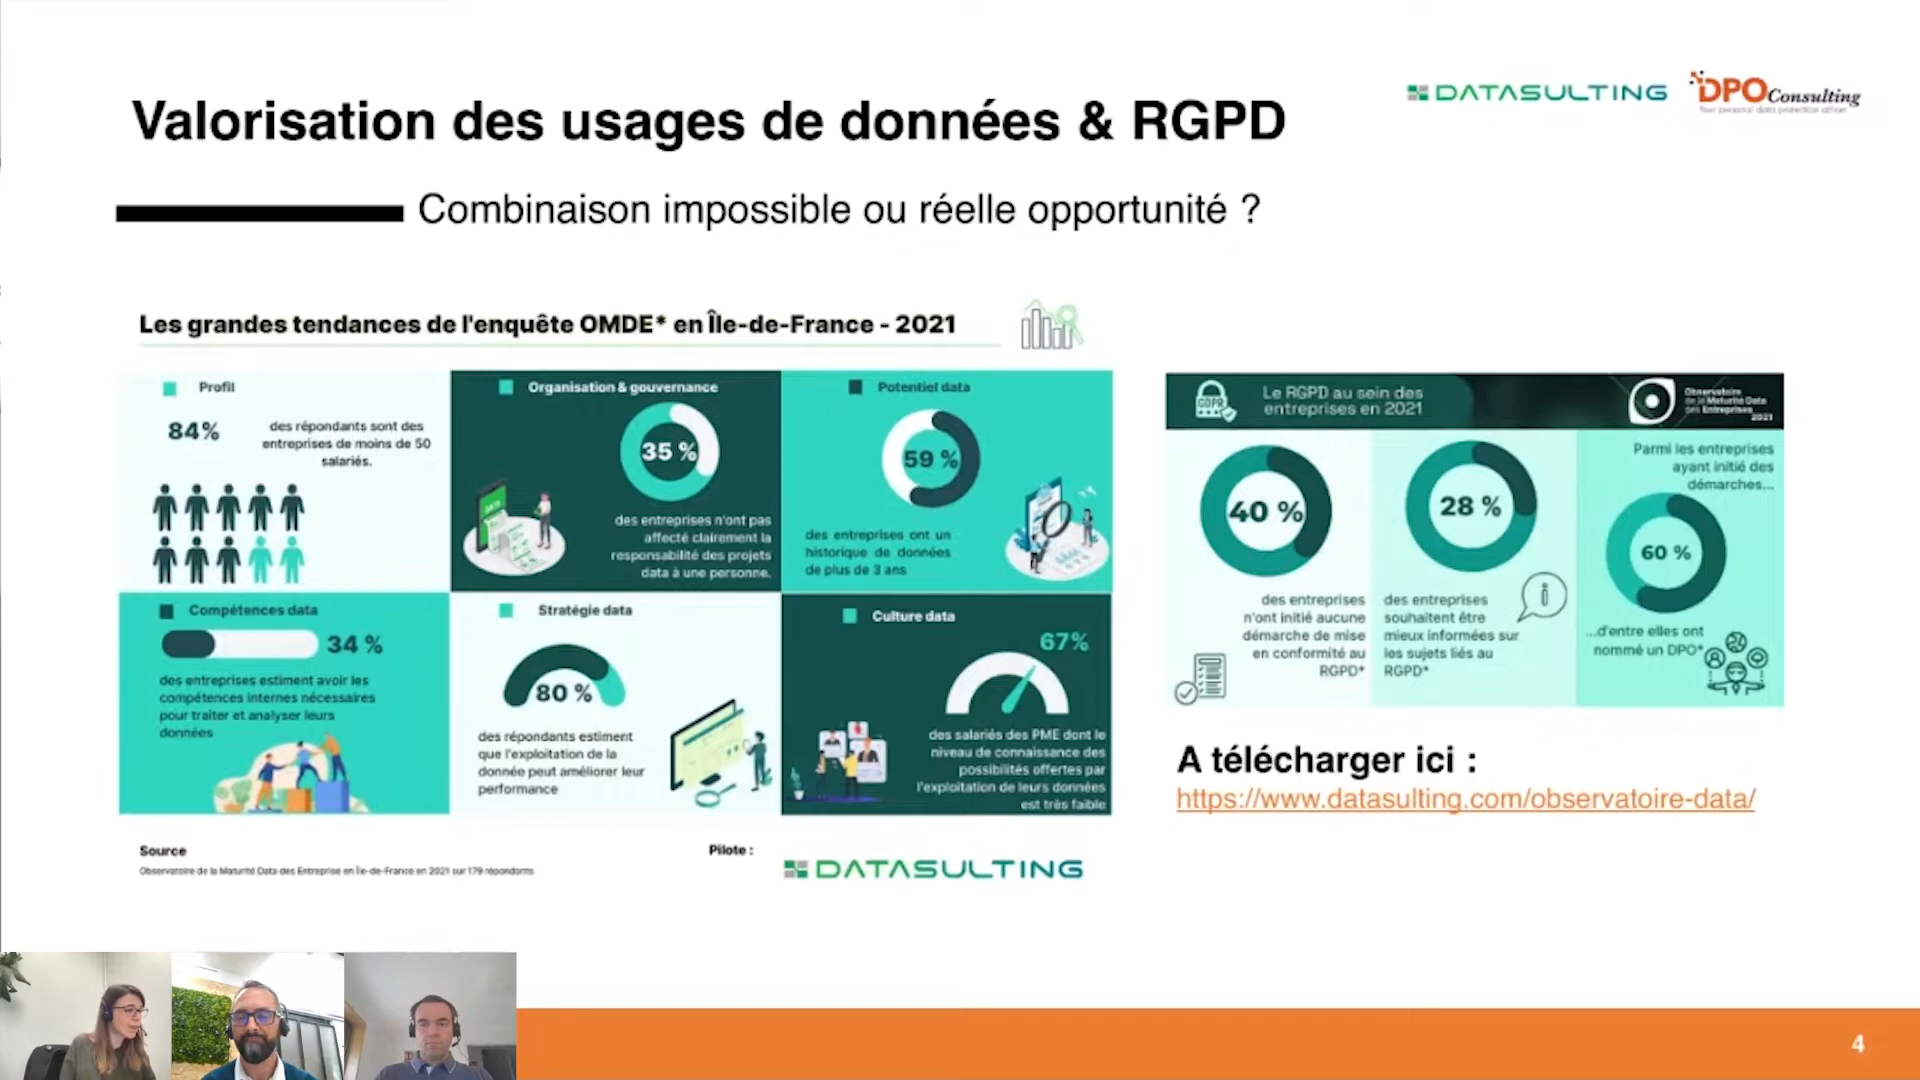 Valorisation des usages de données & RGPD
DATASULTING
DPO Consulting
Your personal data protection officer
Combinaison impossible ou réelle opportunité ?
Les grandes tendances de l'enquête OMDE* en Île-de-France - 2021
Profil
84%
des répondants sont des
entreprises de moins de 50
salariés.
Organisation & gouvernance
35 %
des entreprises n'ont pas
affecté clairement la
responsabilité des projets
data à une personne.
Potentiel data
59 %
des entreprises ont un
historique de données
de plus de 3 ans
Compétences data
34 %
des entreprises estiment avoir les
compétences internes nécessaires
pour traiter et analyser leurs
données
Stratégie data
80 %
des répondants estiment
que l'exploitation de la
donnée peut améliorer leur
performance
Culture data
67%
des salariés des PME dont le
niveau de connaissance des
possibilités offertes par
l'exploitation de leurs données
est très faible
Source
Observatoire de la Maturité Data des Entreprise en Île-de-France en 2021 sur 179 répondants
Pilote :
DATASULTING
GDPR
Le RGPD au sein des
entreprises en 2021
Observatoire
de la Maturité Data
des Entreprises
2021
40 %
des entreprises
n'ont initié aucune
démarche de mise
en conformité au
RGPD*
28 %
des entreprises
souhaitent être
mieux informées sur
les sujets liés au
RGPD*
Parmi les entreprises
ayant initié des
démarches...
60 %
...d'entre elles ont
nommé un DPO*
A télécharger ici :
https://www.datasulting.com/observatoire-data/
4